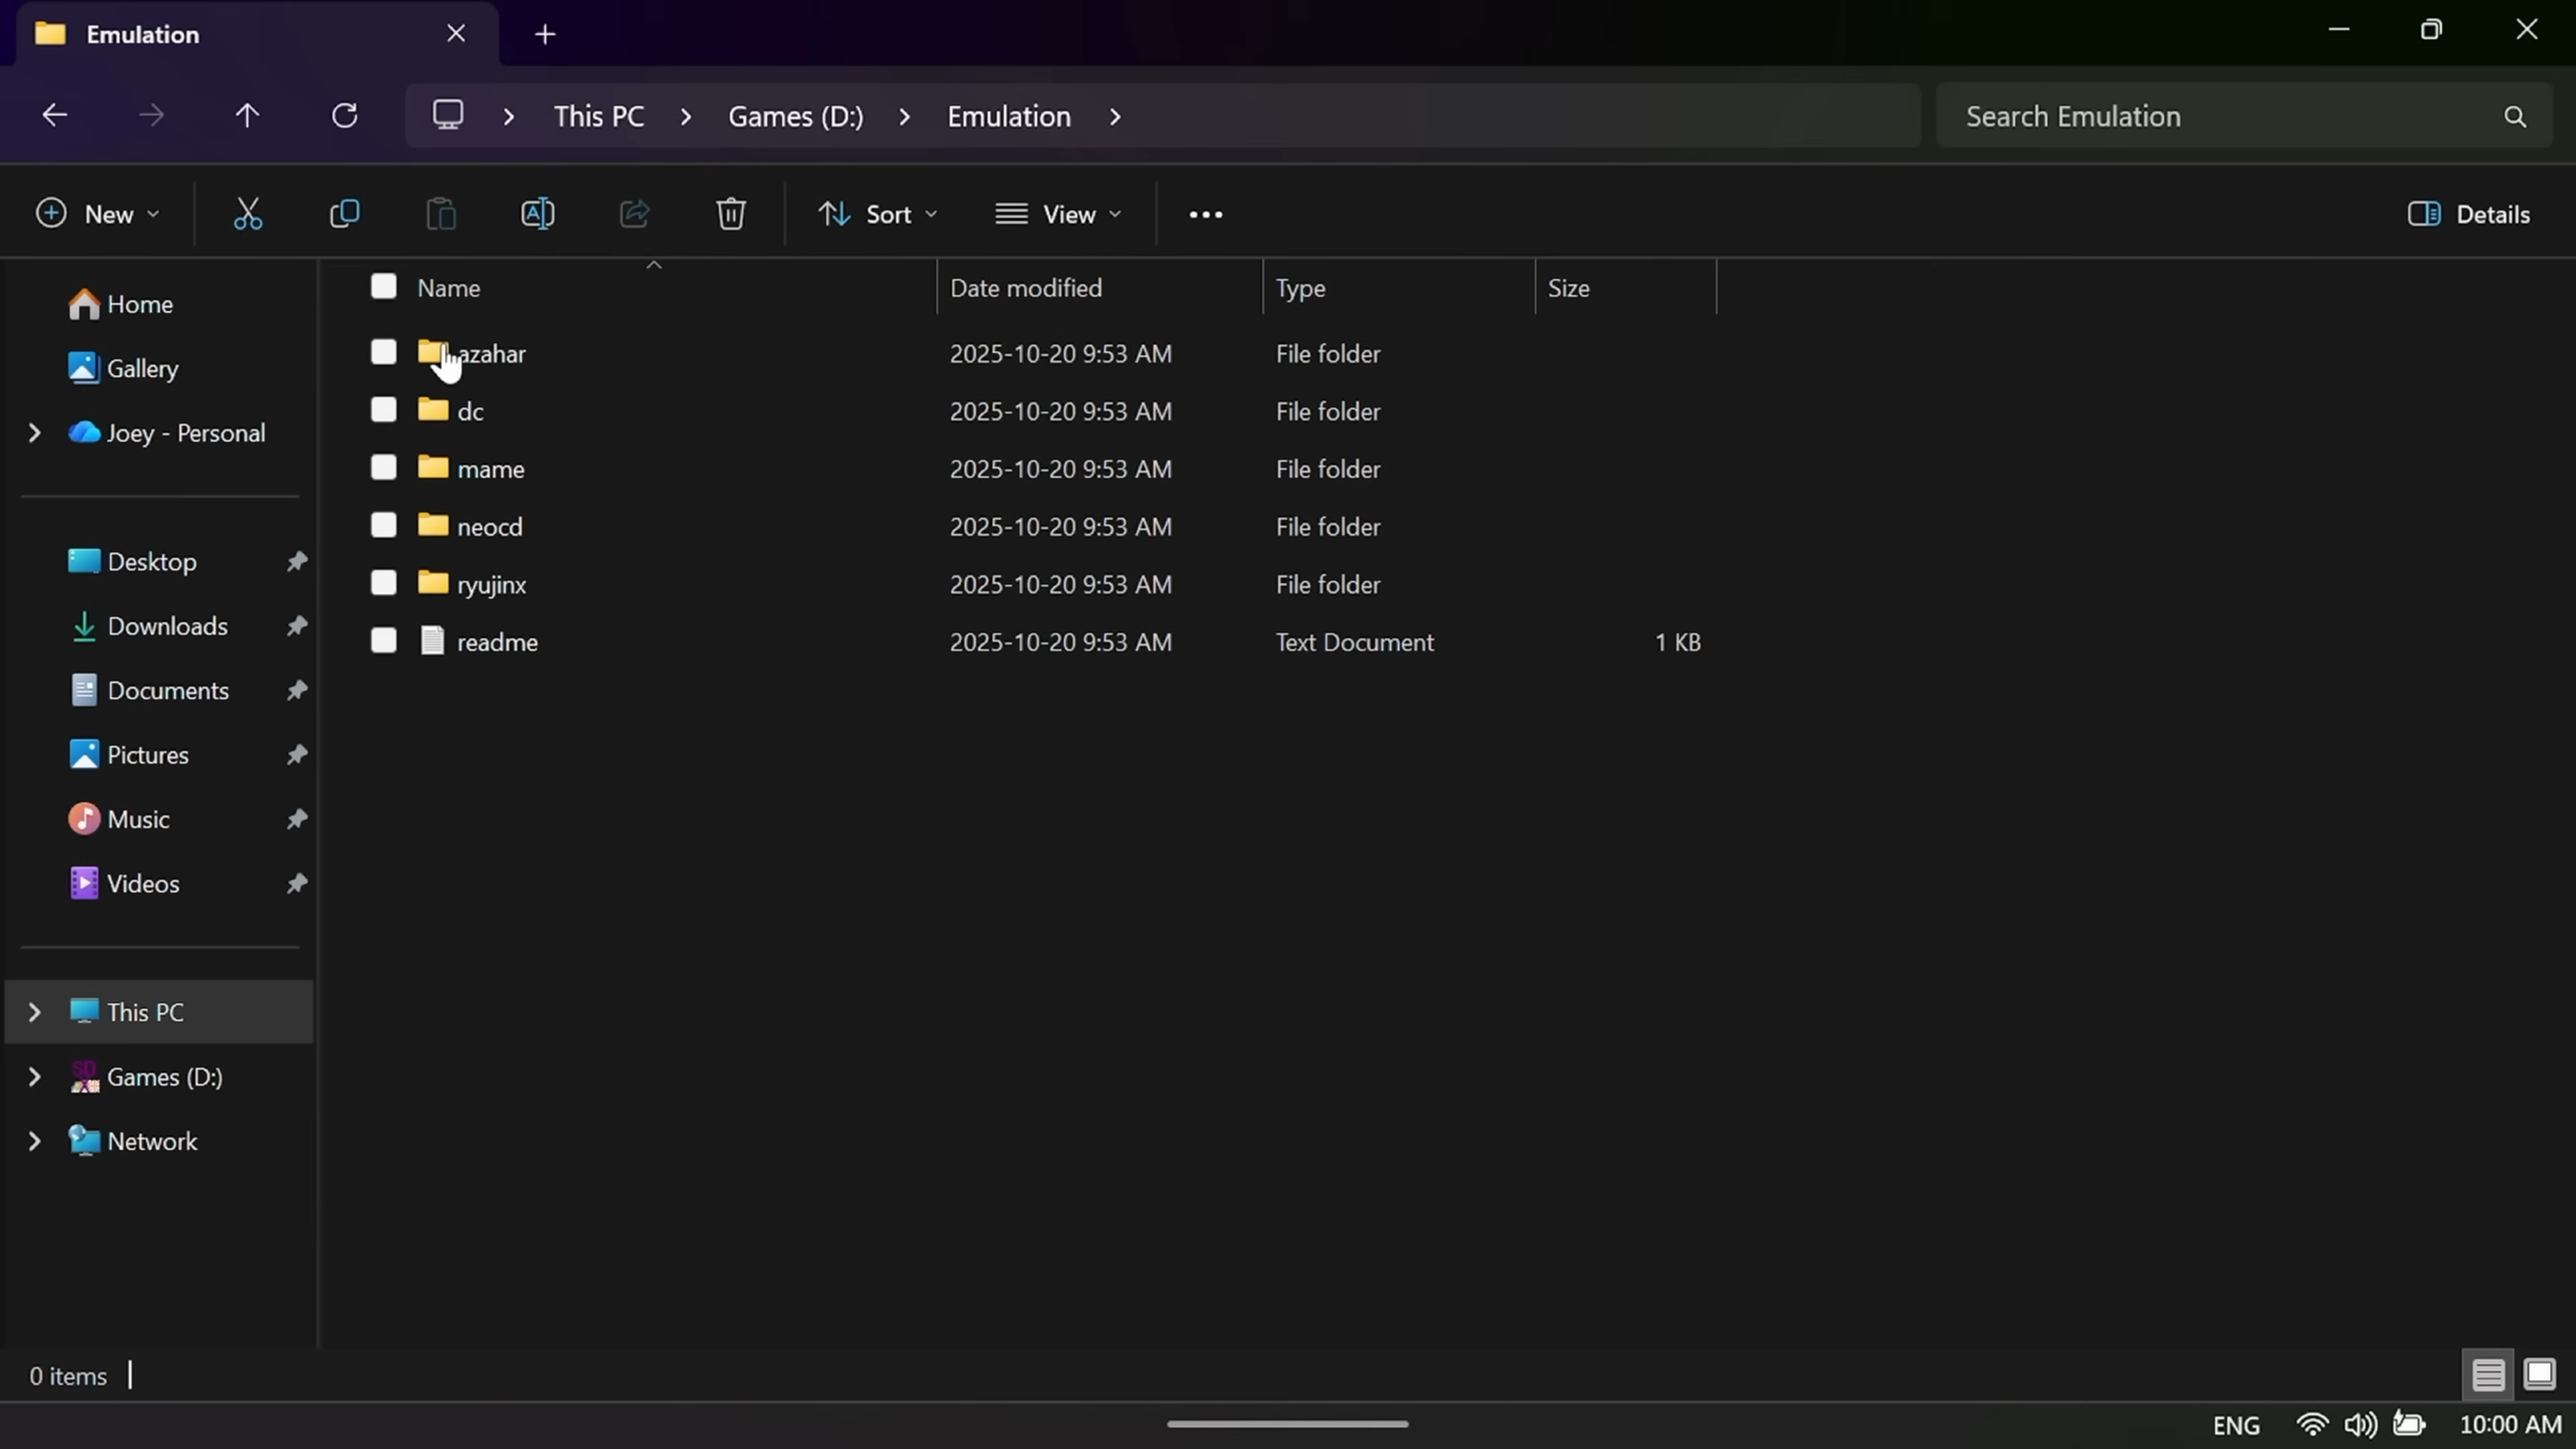 Emulation
This PC > Games (D:) > Emulation >
Search Emulation
New
Sort
View
Details
Name Date modified Type Size
azahar 2025-10-20 9:53 AM File folder
dc 2025-10-20 9:53 AM File folder
mame 2025-10-20 9:53 AM File folder
neocd 2025-10-20 9:53 AM File folder
ryujinx 2025-10-20 9:53 AM File folder
readme 2025-10-20 9:53 AM Text Document 1 KB
Home
Gallery
Joey - Personal
Desktop
Downloads
Documents
Pictures
Music
Videos
This PC
Games (D:)
Network
0 items
ENG
10:00 AM